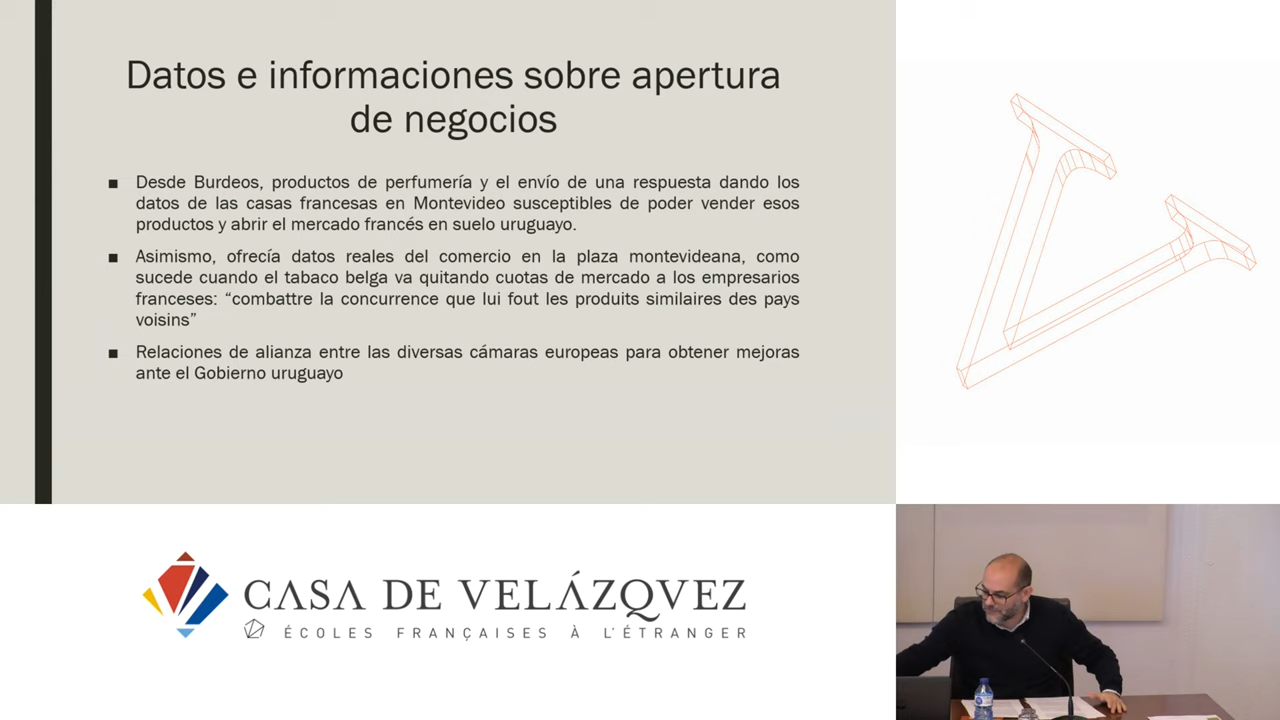 Datos e informaciones sobre apertura
de negocios
▪ Desde Burdeos, productos de perfumería y el envío de una respuesta dando los
datos de las casas francesas en Montevideo susceptibles de poder vender esos
productos y abrir el mercado francés en suelo uruguayo.
▪ Asimismo, ofrecía datos reales del comercio en la plaza montevideana, como
sucede cuando el tabaco belga va quitando cuotas de mercado a los empresarios
franceses: “combattre la concurrence que lui fout les produits similaires des pays
voisins”
▪ Relaciones de alianza entre las diversas cámaras europeas para obtener mejoras
ante el Gobierno uruguayo
CASA DE VELÁZQVEZ
ÉCOLES FRANÇAISES À L'ÉTRANGER